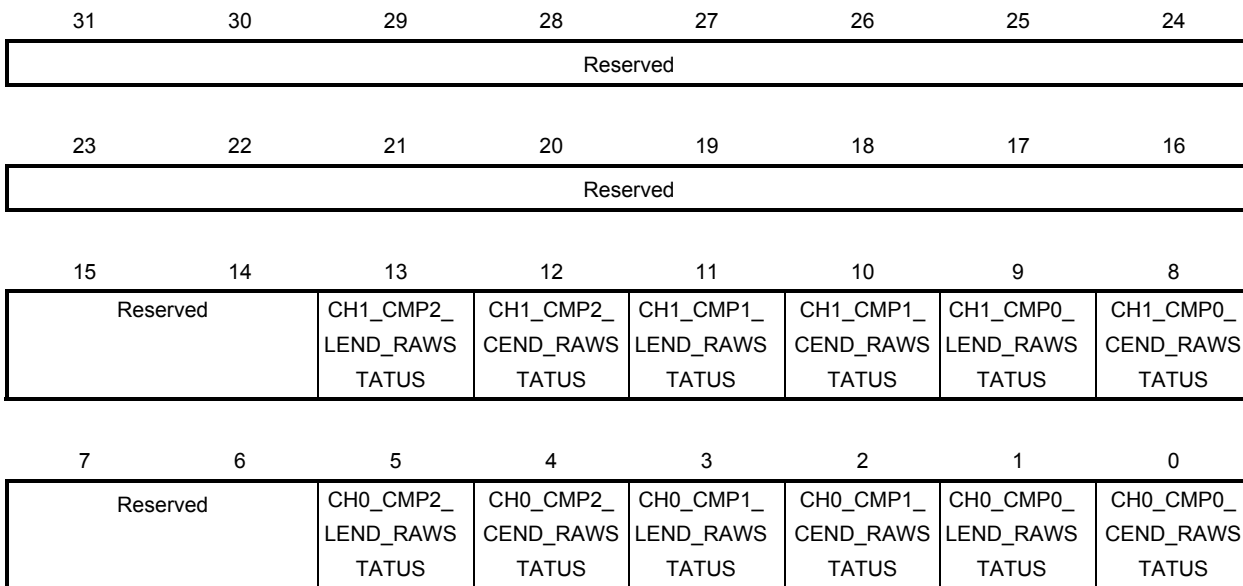 31 30 29 28 27 26 25 24
Reserved
23 22 21 20 19 18 17 16
Reserved
15 14 13 12 11 10 9 8
Reserved CH1_CMP2_ CH1_CMP2_ CH1_CMP1_ CH1_CMP1_ CH1_CMP0_ CH1_CMP0_
LEND_RAWS CEND_RAWS LEND_RAWS CEND_RAWS LEND_RAWS CEND_RAWS
TATUS TATUS TATUS TATUS TATUS TATUS
7 6 5 4 3 2 1 0
Reserved CH0_CMP2_ CH0_CMP2_ CH0_CMP1_ CH0_CMP1_ CH0_CMP0_ CH0_CMP0_
LEND_RAWS CEND_RAWS LEND_RAWS CEND_RAWS LEND_RAWS CEND_RAWS
TATUS TATUS TATUS TATUS TATUS TATUS